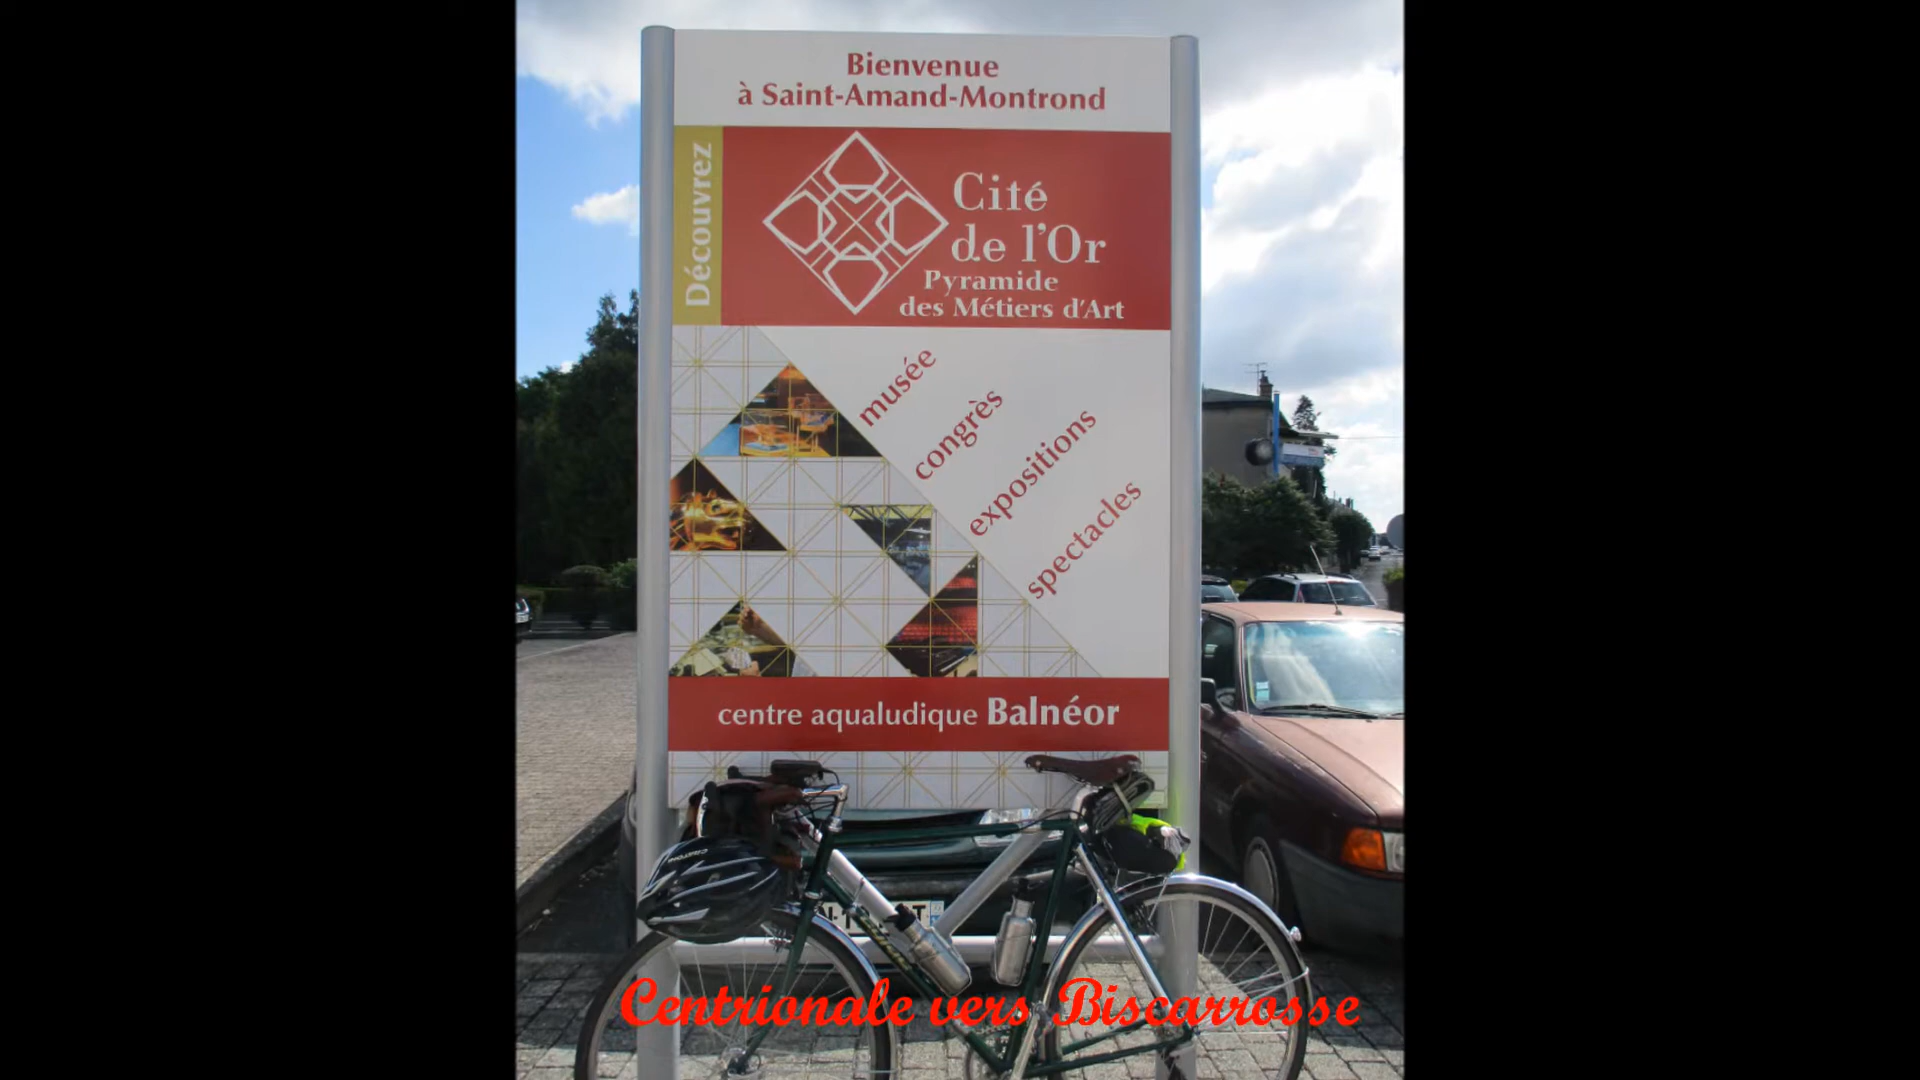 Bienvenue
à Saint-Amand-Montrond
Découvrez
Cité
de l'Or
Pyramide
des Métiers d'Art
musée
congrès
expositions
spectacles
centre aqualudique Balnéor
Centrionale vers Biscarrosse